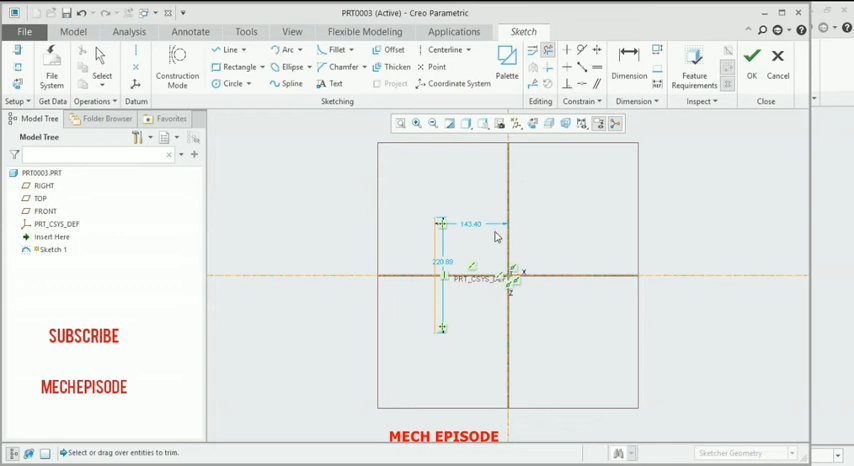 PRT0003 (Active) - Creo Parametric
File Model Analysis Annotate Tools View Flexible Modeling Applications Sketch
Line Arc Fillet Offset Centerline
Rectangle Ellipse Chamfer Thicken Point
Circle Spline Text Project Coordinate System
File System
Select
Construction Mode
Palette
Dimension
Feature Requirements
OK
Cancel
Setup Get Data Operations Datum Sketching Editing Constrain Dimension Inspect Close
Model Tree Folder Browser Favorites
Model Tree
PRT0003.PRT
RIGHT
TOP
FRONT
PRT_CSYS_DEF
Insert Here
Sketch 1
143.40
X
PRT_CSYS_DEF
Z
SUBSCRIBE
MECHEPISODE
MECH EPISODE
Select or drag over entities to trim.
Sketcher Geometry